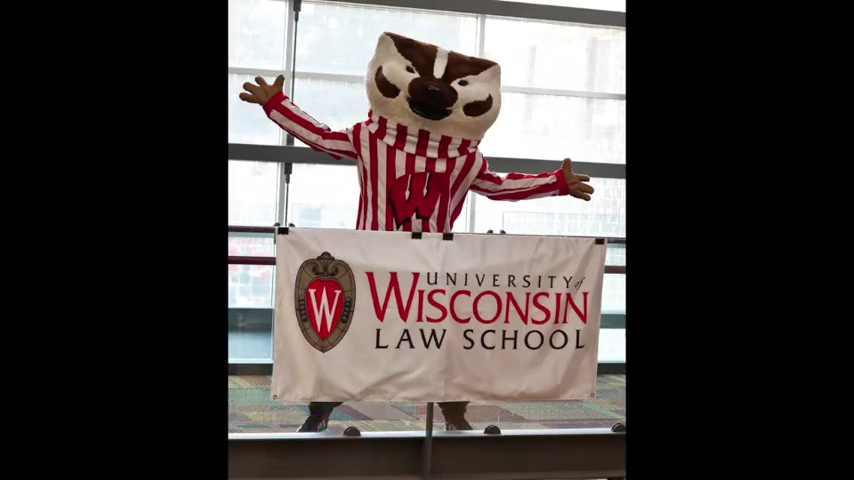 W
W
UNIVERSITY of
WISCONSIN
LAW SCHOOL